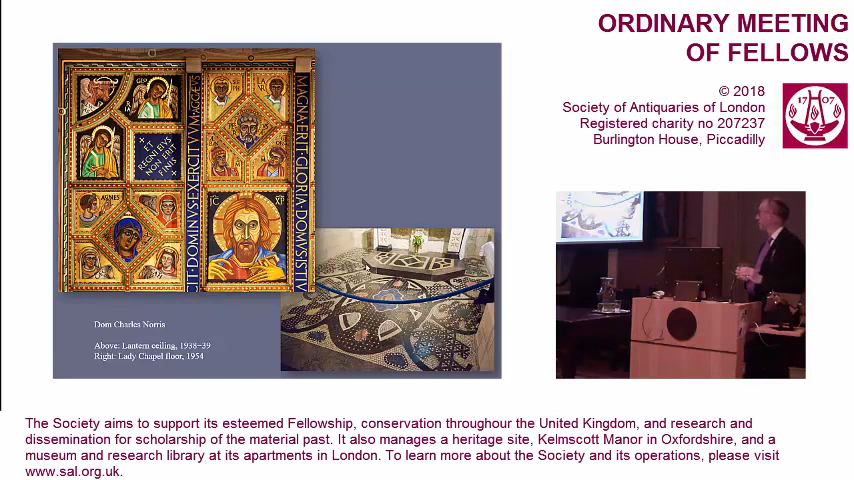 ORDINARY MEETING
OF FELLOWS
© 2018
Society of Antiquaries of London
Registered charity no 207237
Burlington House, Piccadilly
17 07
ET
REGNI EIVS
NON ERIT
FINIS
AGNES
IT·DOMINVS·EXERCITVVM·
MAGNA·ERIT·GLORIA·DOMVS·ISTIV
Dom Charles Norris
Above: Lantern ceiling, 1938–39
Right: Lady Chapel floor, 1954
The Society aims to support its esteemed Fellowship, conservation throughour the United Kingdom, and research and
dissemination for scholarship of the material past. It also manages a heritage site, Kelmscott Manor in Oxfordshire, and a
museum and research library at its apartments in London. To learn more about the Society and its operations, please visit
www.sal.org.uk.